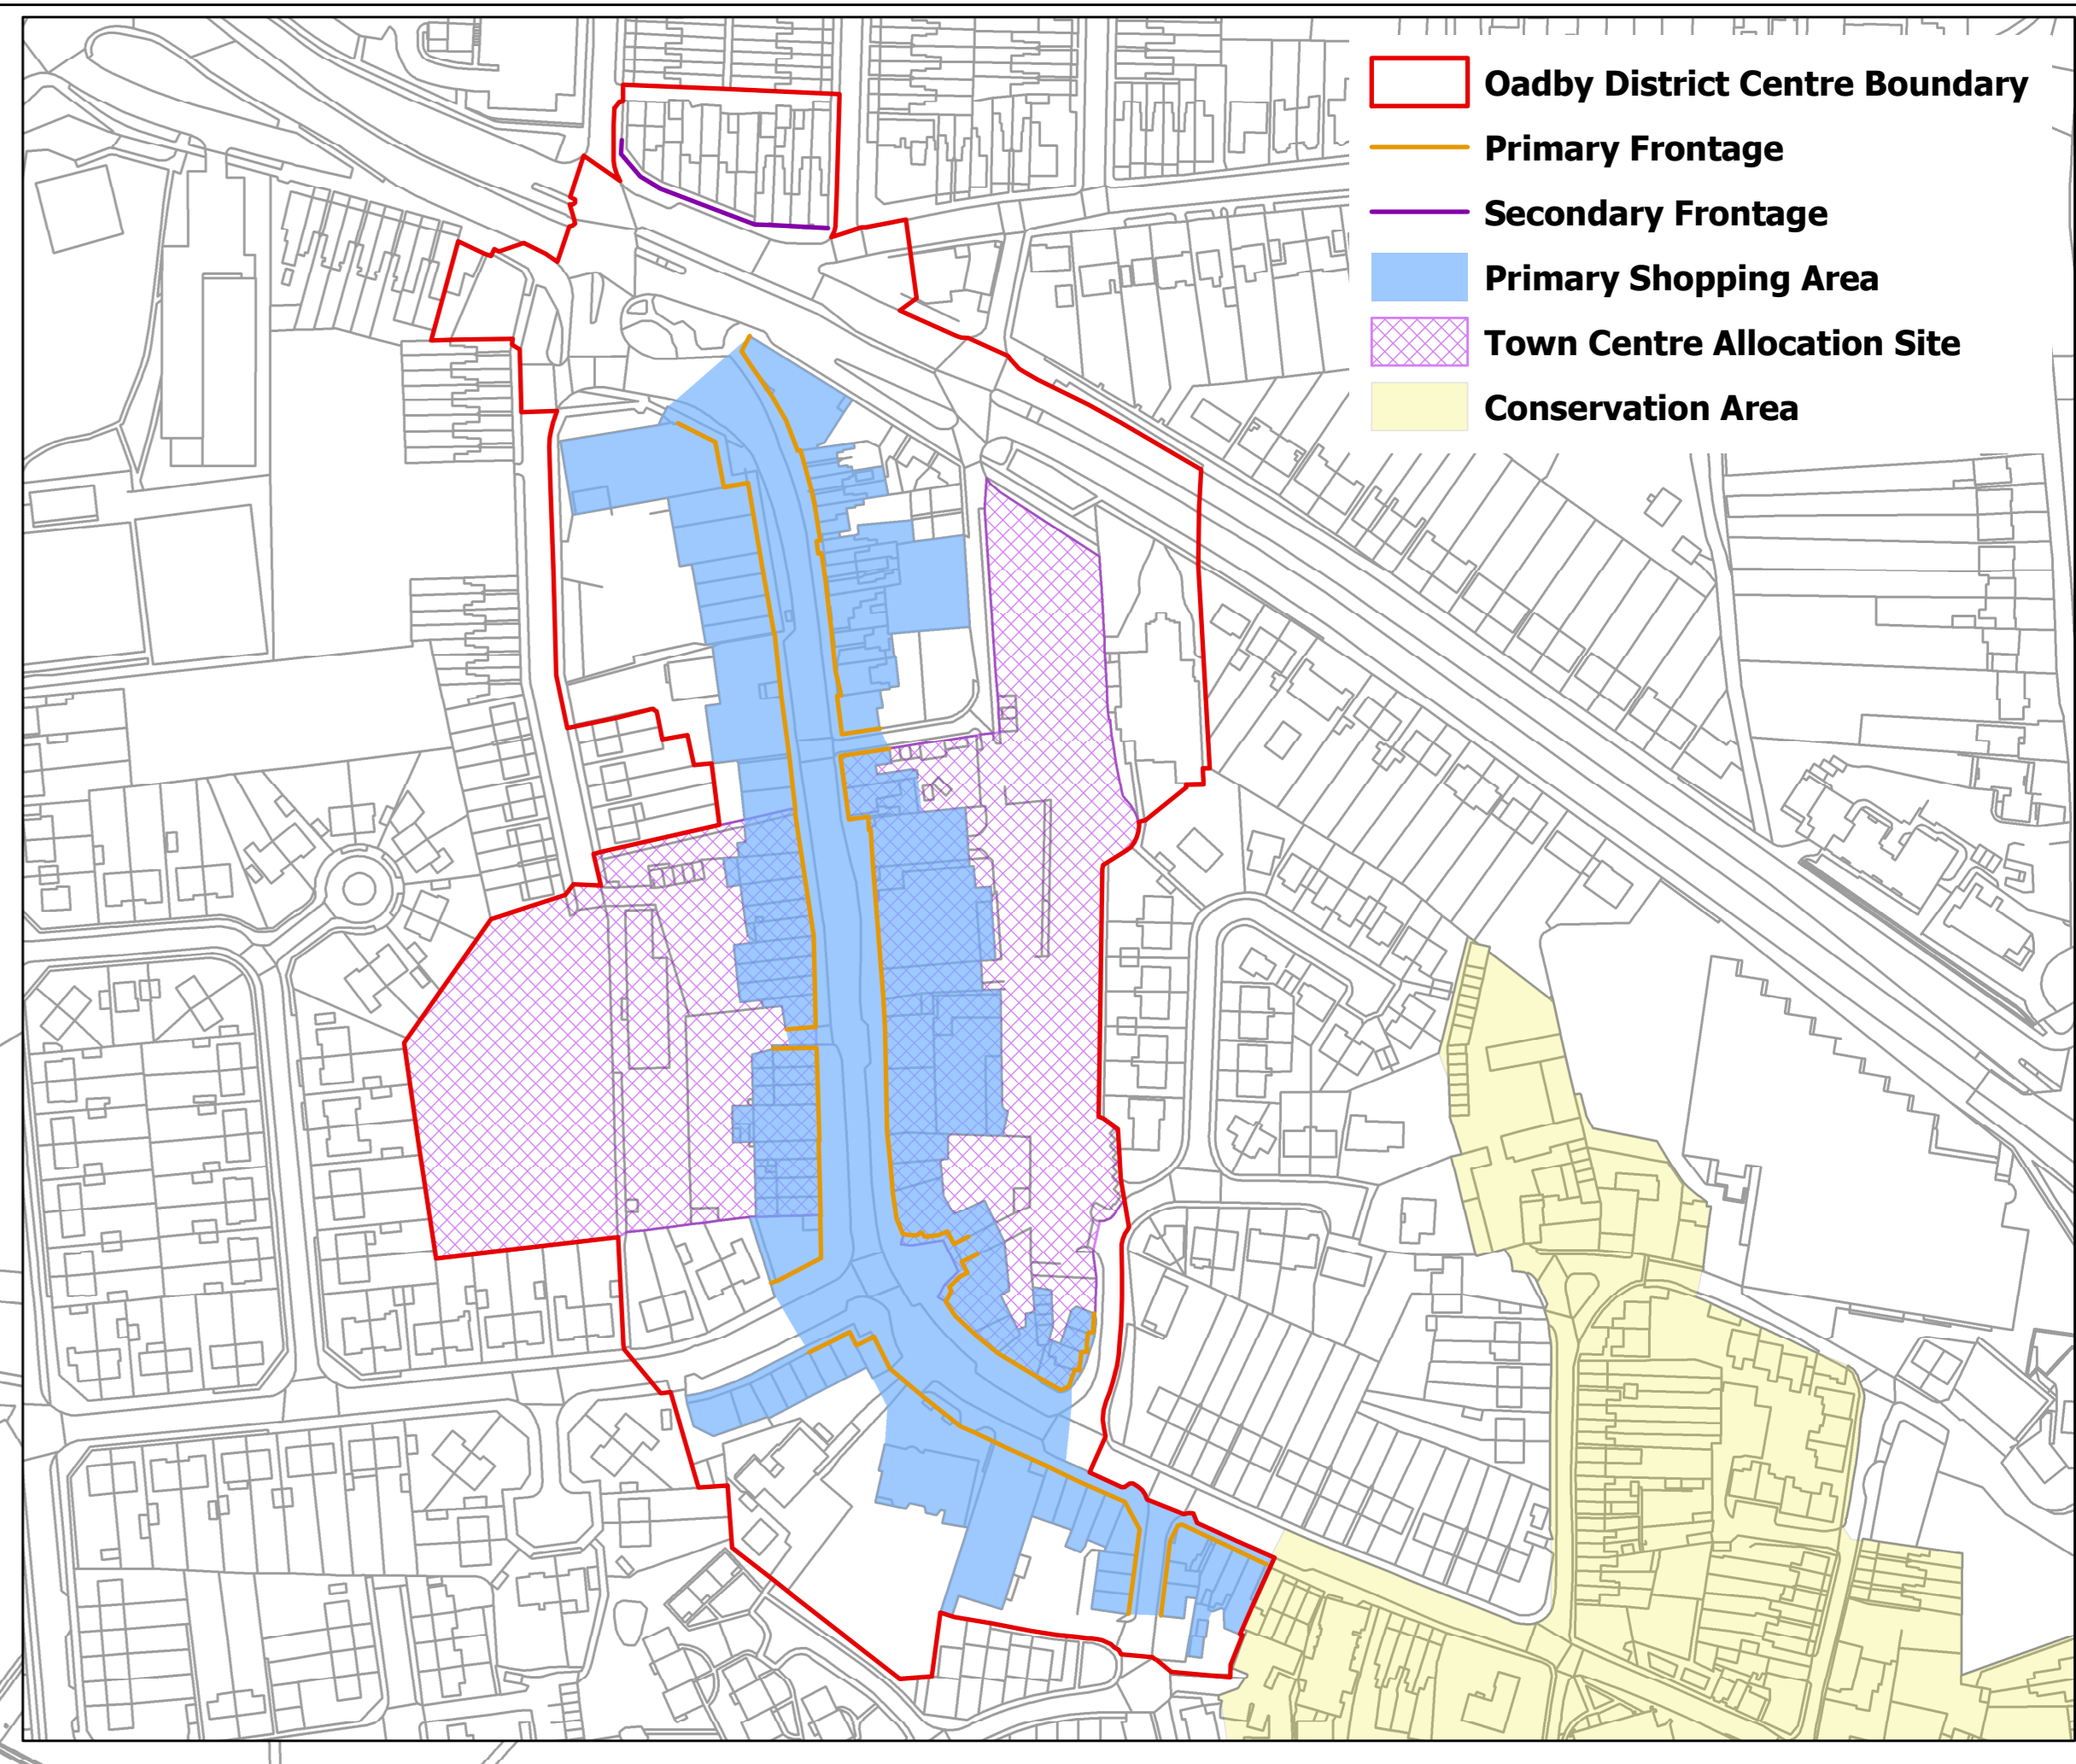 Oadby District Centre Boundary
Primary Frontage
Secondary Frontage
Primary Shopping Area
Town Centre Allocation Site
Conservation Area